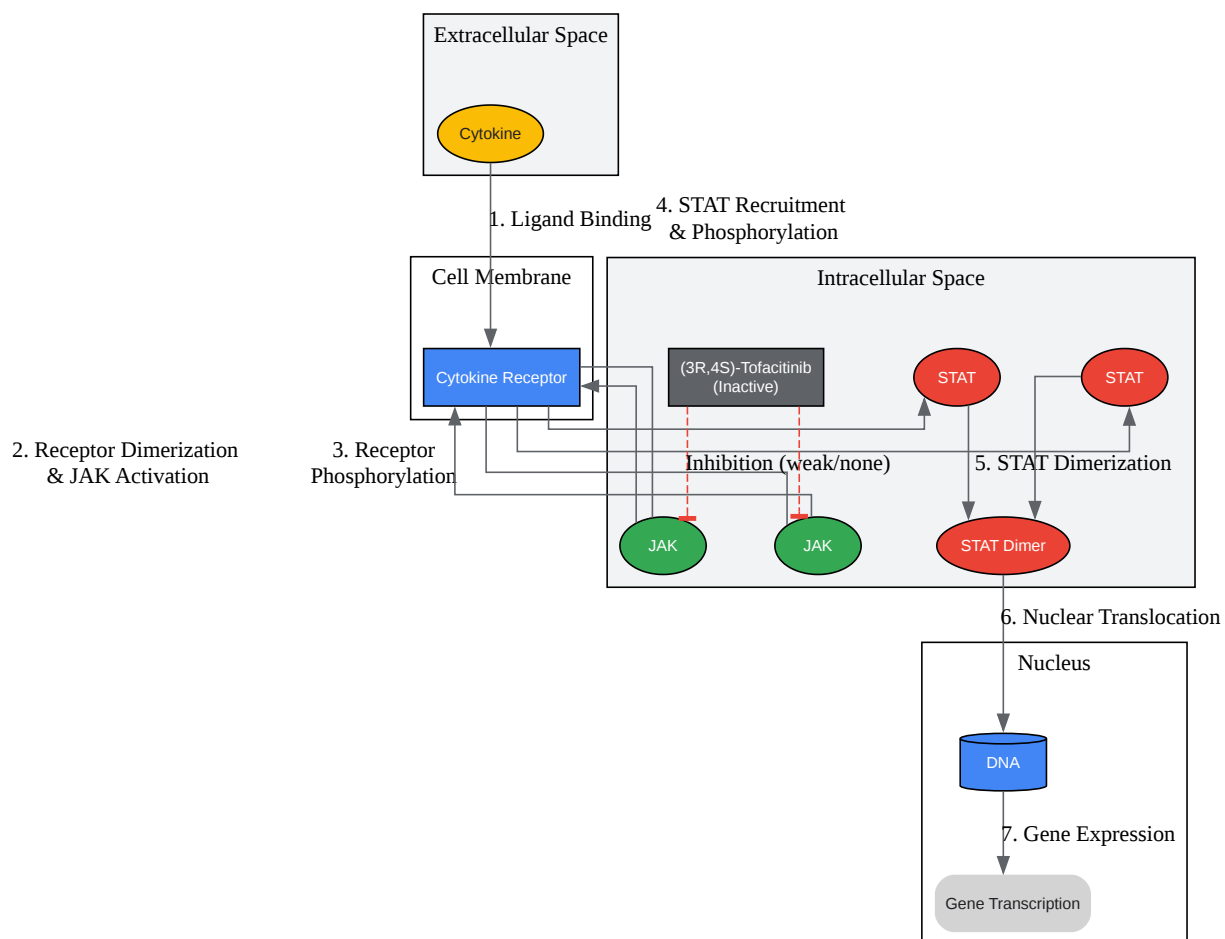 Extracellular Space
Cytokine
1. Ligand Binding
4. STAT Recruitment
& Phosphorylation
Cell Membrane
Intracellular Space
Cytokine Receptor
(3R,4S)-Tofacitinib
(Inactive)
STAT
STAT
2. Receptor Dimerization
& JAK Activation
3. Receptor
Phosphorylation
Inhibition (weak/none)
5. STAT Dimerization
JAK
JAK
STAT Dimer
6. Nuclear Translocation
Nucleus
DNA
7. Gene Expression
Gene Transcription